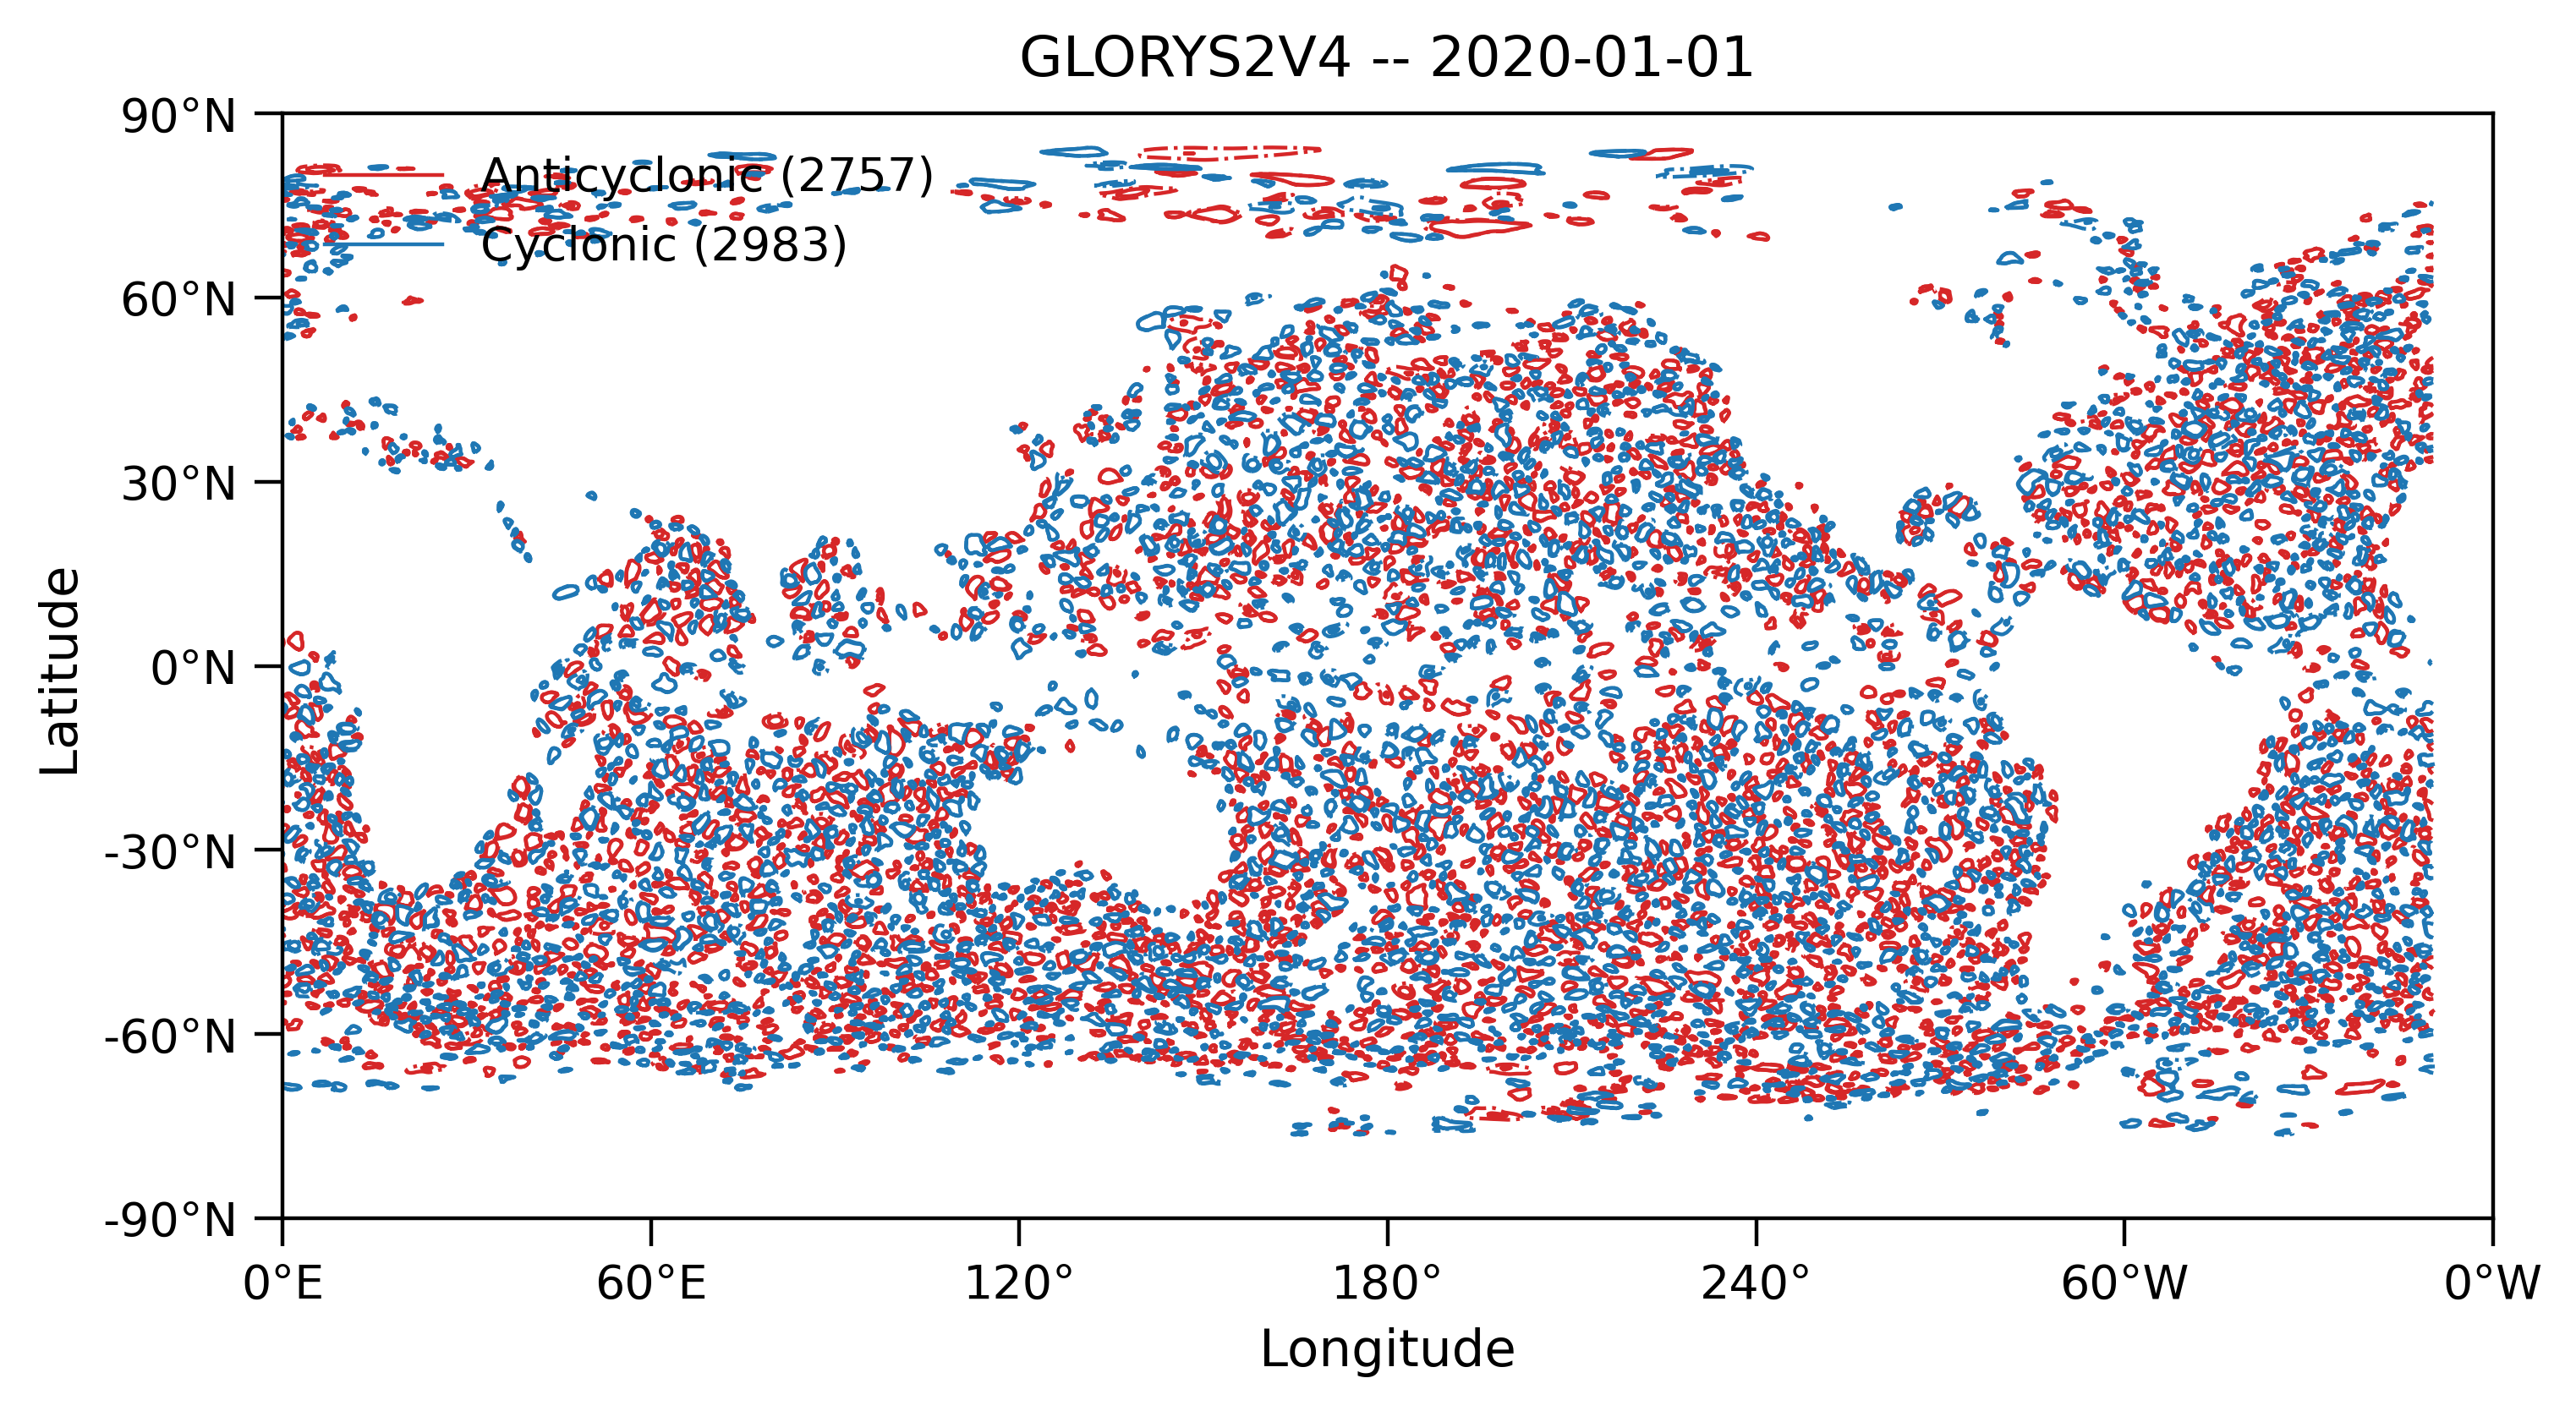 GLORYS2V4 -- 2020-01-01
90°N
60°N
30°N
0°N
-30°N
-60°N
-90°N
Latitude
Anticyclonic (2757)
Cyclonic (2983)
0°E
60°E
120°
180°
240°
60°W
0°W
Longitude